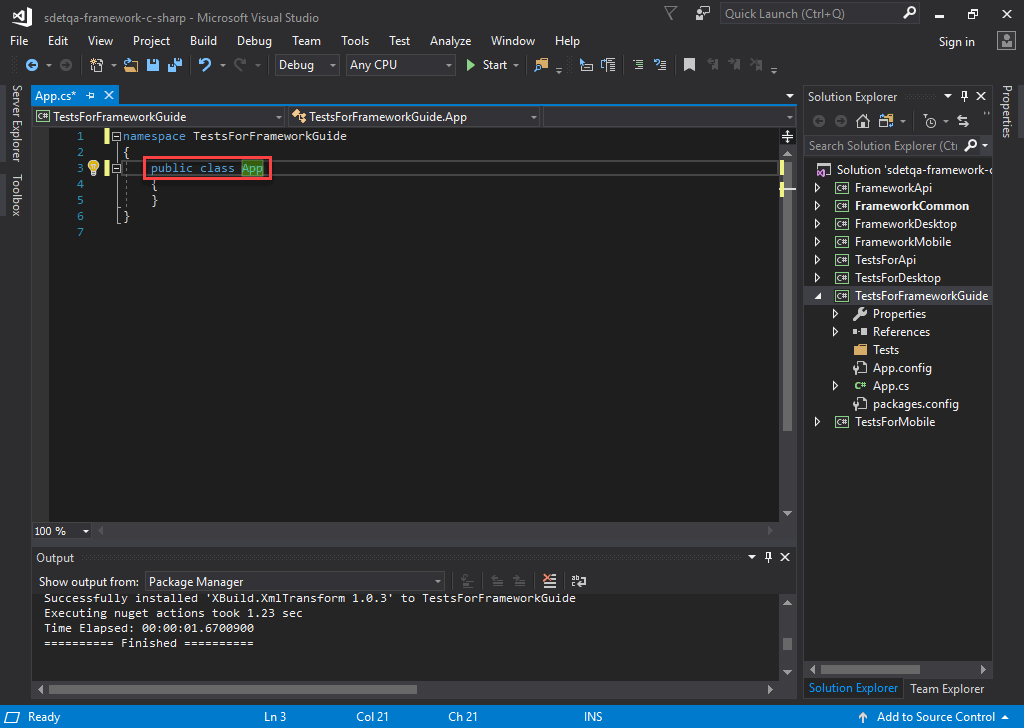 sdetqa-framework-c-sharp - Microsoft Visual Studio
Quick Launch (Ctrl+Q)
File Edit View Project Build Debug Team Tools Test Analyze Window Help
Sign in
Debug Any CPU Start
Server Explorer
Toolbox
App.cs*
C# TestsForFrameworkGuide TestsForFrameworkGuide.App
1 namespace TestsForFrameworkGuide
2 {
3 public class App
4 {
5 }
6 }
7
100 %
Output
Show output from: Package Manager
Successfully installed 'XBuild.XmlTransform 1.0.3' to TestsForFrameworkGuide
Executing nuget actions took 1.23 sec
Time Elapsed: 00:00:01.6700900
========== Finished ==========
Solution Explorer
Search Solution Explorer (Ctr
Solution 'sdetqa-framework-c
C# FrameworkApi
C# FrameworkCommon
C# FrameworkDesktop
C# FrameworkMobile
C# TestsForApi
C# TestsForDesktop
C# TestsForFrameworkGuide
Properties
References
Tests
App.config
C# App.cs
packages.config
C# TestsForMobile
Solution Explorer Team Explorer
Properties
Ready Ln 3 Col 21 Ch 21 INS Add to Source Control